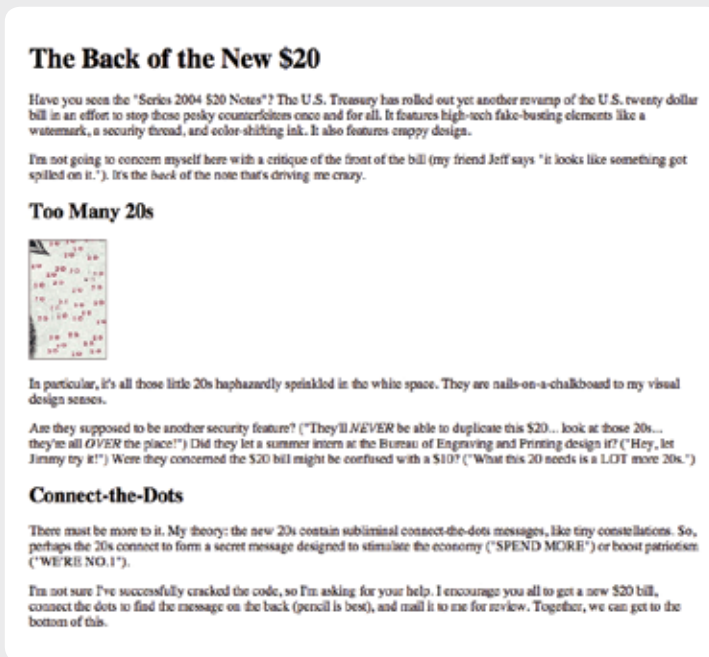 The Back of the New $20
Have you seen the "Series 2004 $20 Notes"? The U.S. Treasury has rolled out yet another revamp of the U.S. twenty dollar
bill in an effort to stop those pesky counterfeiters once and for all. It features high-tech fake-busting elements like a
watermark, a security thread, and color-shifting ink. It also features crappy design.
I'm not going to concern myself here with a critique of the front of the bill (my friend Jeff says "it looks like something got
spilled on it."). It's the back of the note that's driving me crazy.
Too Many 20s
In particular, it's all those little 20s haphazardly sprinkled in the white space. They are nails-on-a-chalkboard to my visual
design senses.
Are they supposed to be another security feature? ("They'll NEVER be able to duplicate this $20... look at those 20s...
they're all OVER the place!") Did they let a summer intern at the Bureau of Engraving and Printing design it? ("Hey, let
Jimmy try it!") Were they concerned the $20 bill might be confused with a $10? ("What this 20 needs is a LOT more 20s.")
Connect-the-Dots
There must be more to it. My theory: the new 20s contain subliminal connect-the-dots messages, like tiny constellations. So,
perhaps the 20s connect to form a secret message designed to stimulate the economy ("SPEND MORE") or boost patriotism
("WE'RE NO.1").
I'm not sure I've successfully cracked the code, so I'm asking for your help. I encourage you all to get a new $20 bill,
connect the dots to find the message on the back (pencil is best), and mail it to me for review. Together, we can get to the
bottom of this.